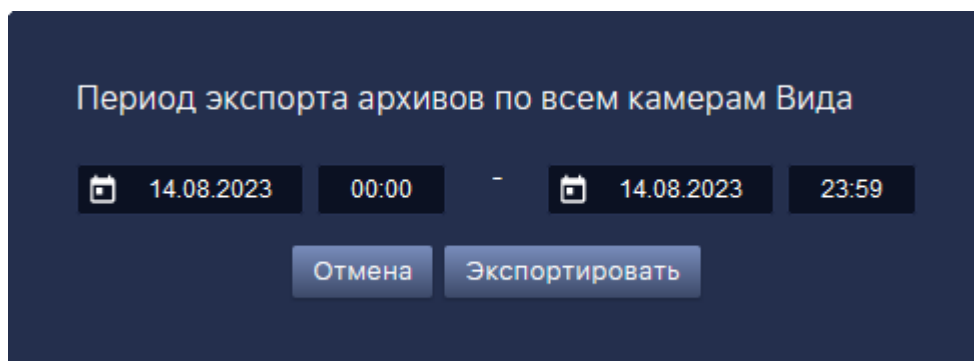 Период экспорта архивов по всем камерам Вида
14.08.2023 00:00 - 14.08.2023 23:59
Отмена Экспортировать